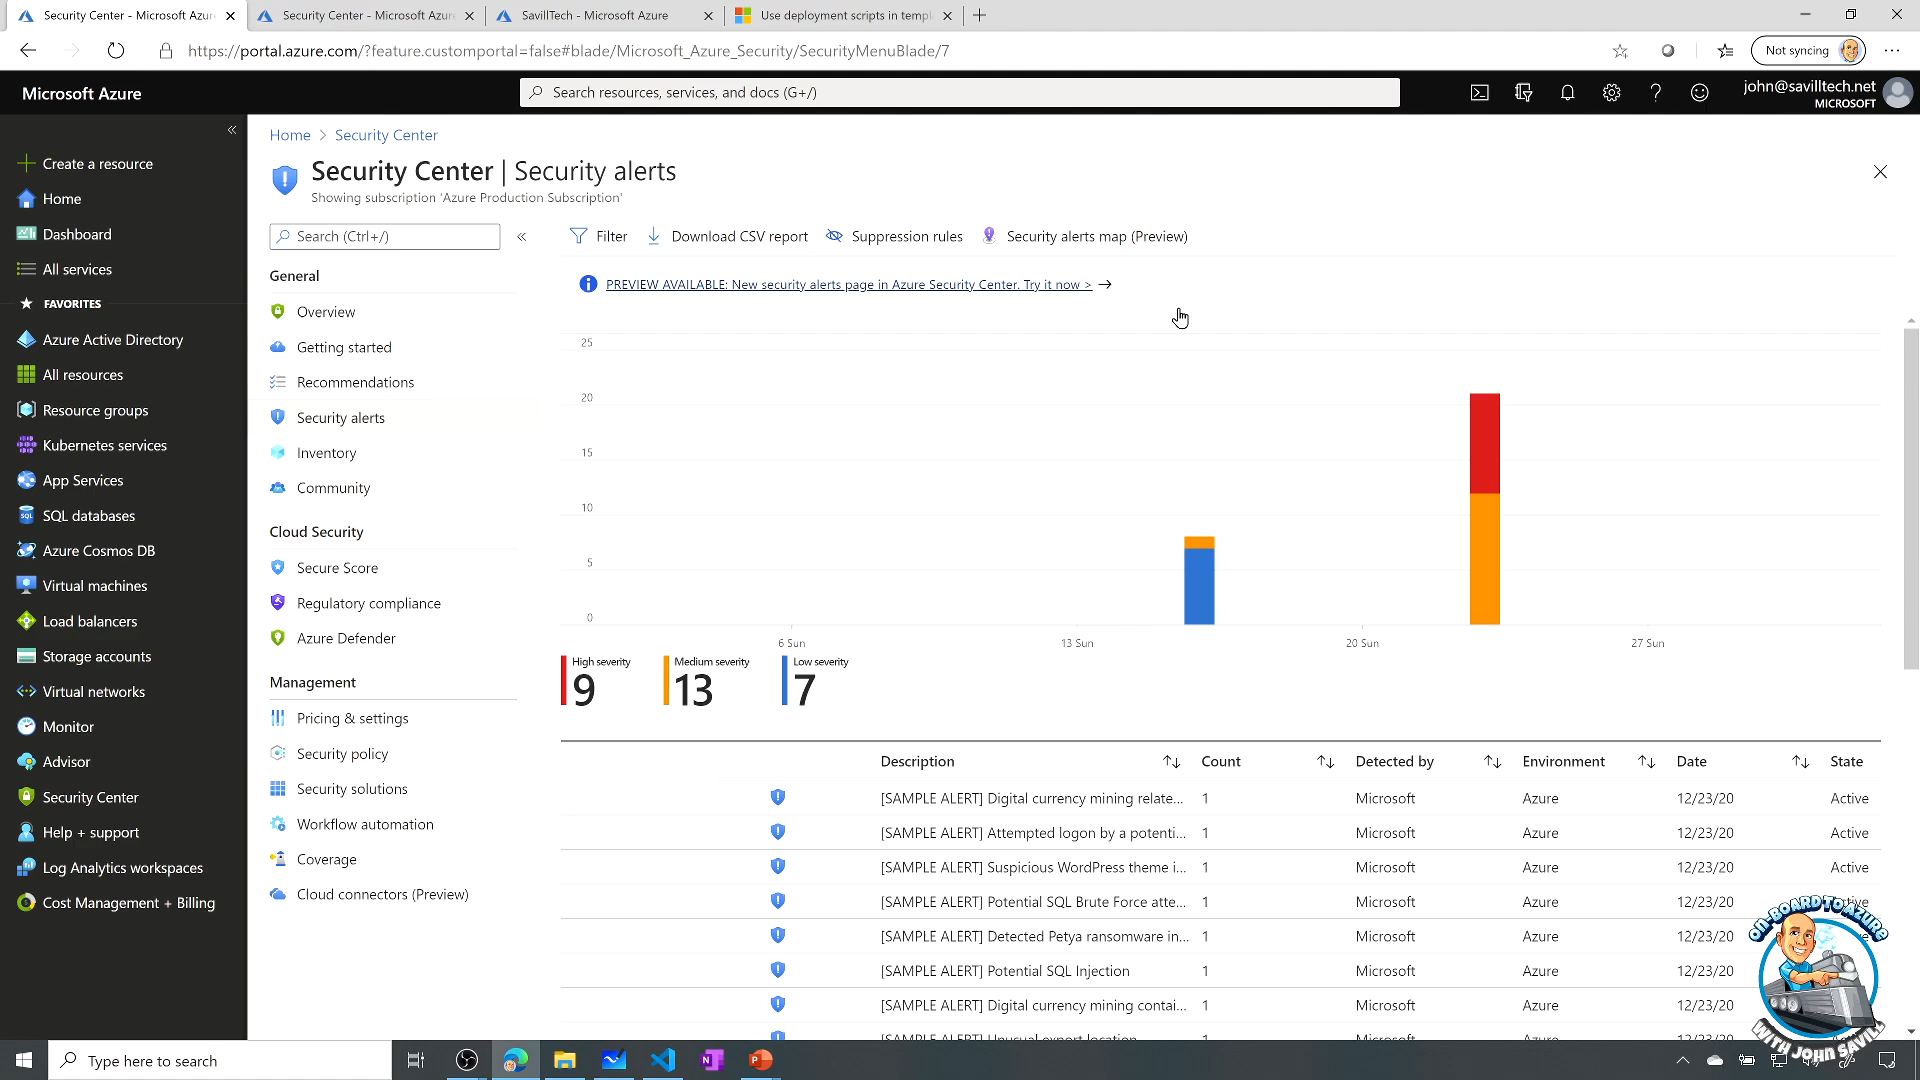 Security Center - Microsoft Azur
Security Center - Microsoft Azure
SavillTech - Microsoft Azure
Use deployment scripts in templ
https://portal.azure.com/?feature.customportal=false#blade/Microsoft_Azure_Security/SecurityMenuBlade/7
Not syncing
Microsoft Azure
Search resources, services, and docs (G+/)
john@savilltech.net
MICROSOFT
Create a resource
Home
Dashboard
All services
FAVORITES
Azure Active Directory
All resources
Resource groups
Kubernetes services
App Services
SQL databases
Azure Cosmos DB
Virtual machines
Load balancers
Storage accounts
Virtual networks
Monitor
Advisor
Security Center
Help + support
Log Analytics workspaces
Cost Management + Billing
Home > Security Center
Security Center | Security alerts
Showing subscription 'Azure Production Subscription'
Search (Ctrl+/)
General
Overview
Getting started
Recommendations
Security alerts
Inventory
Community
Cloud Security
Secure Score
Regulatory compliance
Azure Defender
Management
Pricing & settings
Security policy
Security solutions
Workflow automation
Coverage
Cloud connectors (Preview)
Filter
Download CSV report
Suppression rules
Security alerts map (Preview)
PREVIEW AVAILABLE: New security alerts page in Azure Security Center. Try it now >
25
20
15
10
5
0
6 Sun
13 Sun
20 Sun
27 Sun
High severity
9
Medium severity
13
Low severity
7
Description Count Detected by Environment Date State
[SAMPLE ALERT] Digital currency mining relate... 1 Microsoft Azure 12/23/20 Active
[SAMPLE ALERT] Attempted logon by a potenti... 1 Microsoft Azure 12/23/20 Active
[SAMPLE ALERT] Suspicious WordPress theme i... 1 Microsoft Azure 12/23/20 Active
[SAMPLE ALERT] Potential SQL Brute Force atte... 1 Microsoft Azure 12/23/20
[SAMPLE ALERT] Detected Petya ransomware in... 1 Microsoft Azure 12/23/20
[SAMPLE ALERT] Potential SQL Injection 1 Microsoft Azure 12/23/20
[SAMPLE ALERT] Digital currency mining contai... 1 Microsoft Azure 12/23/20
ON-BOARD TO AZURE
WITH JOHN SAVILL
Type here to search